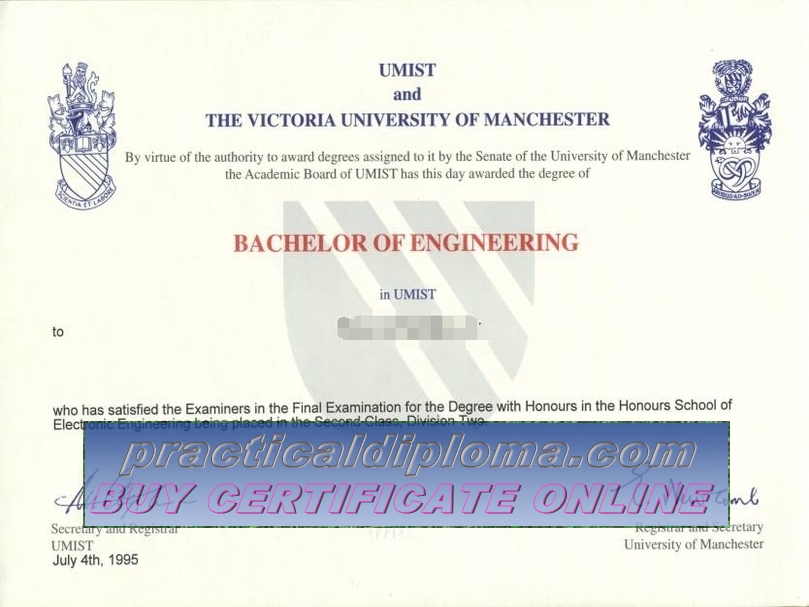 UMIST
and
THE VICTORIA UNIVERSITY OF MANCHESTER
By virtue of the authority to award degrees assigned to it by the Senate of the University of Manchester
the Academic Board of UMIST has this day awarded the degree of
BACHELOR OF ENGINEERING
in UMIST
to
who has satisfied the Examiners in the Final Examination for the Degree with Honours in the Honours School of
Electronic Engineering being placed in the Second Class, Division Two.
practicaldiploma.com
BUY CERTIFICATE ONLINE
Secretary and Registrar
UMIST
July 4th, 1995
Registrar and Secretary
University of Manchester